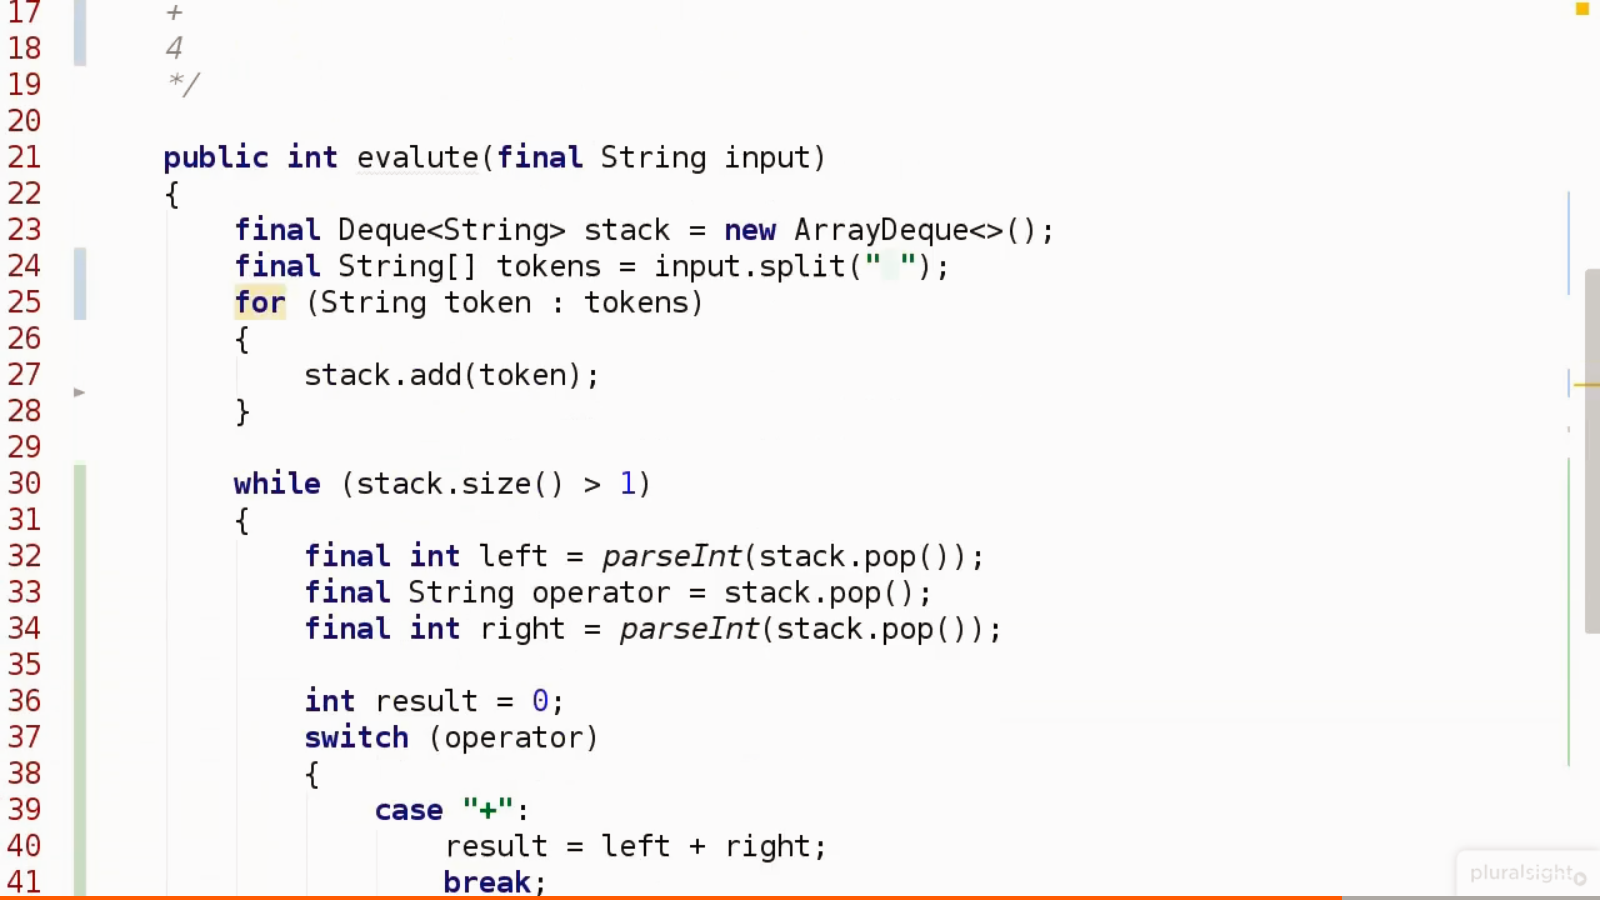 17 +
18 4
19 */
20
21 public int evalute(final String input)
22 {
23 final Deque<String> stack = new ArrayDeque<>();
24 final String[] tokens = input.split(" ");
25 for (String token : tokens)
26 {
27 stack.add(token);
28 }
29
30 while (stack.size() > 1)
31 {
32 final int left = parseInt(stack.pop());
33 final String operator = stack.pop();
34 final int right = parseInt(stack.pop());
35
36 int result = 0;
37 switch (operator)
38 {
39 case "+":
40 result = left + right;
41 break;
pluralsight